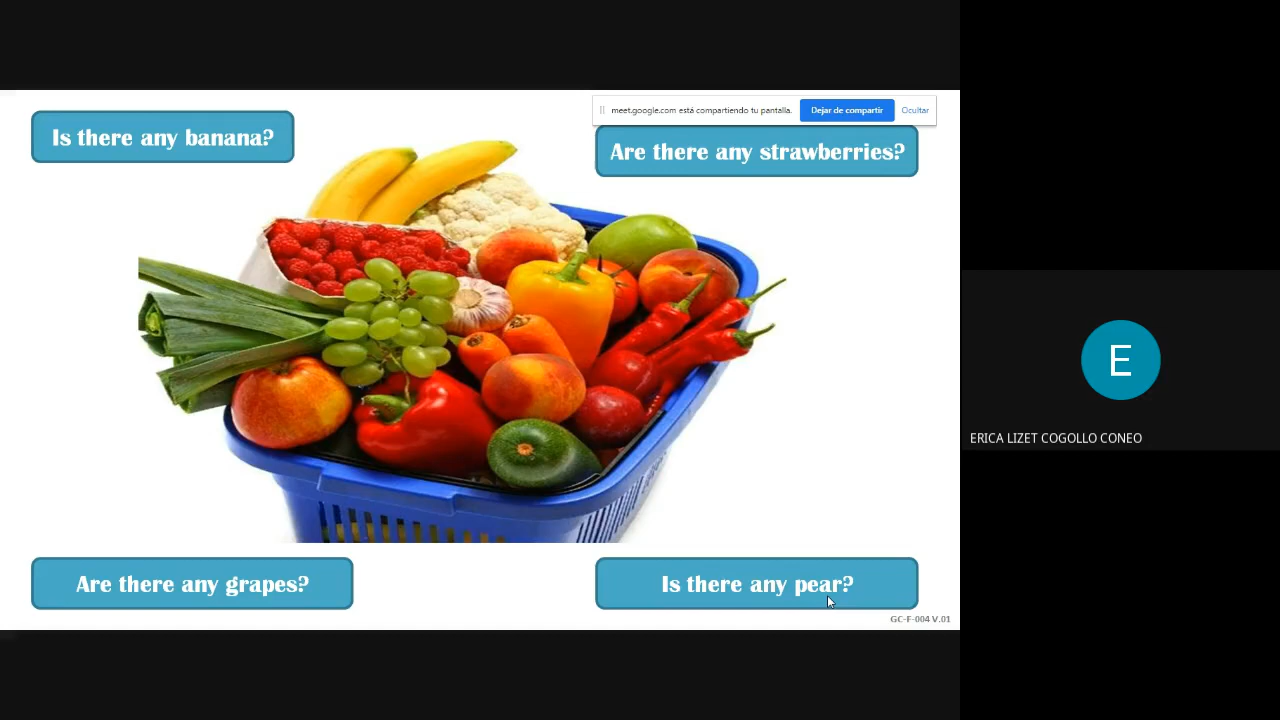 Is there any banana?
meet.google.com está compartiendo tu pantalla.
Dejar de compartir
Ocultar
Are there any strawberries?
E
ERICA LIZET COGOLLO CONEO
Are there any grapes?
Is there any pear?
GC-F-004 V.01